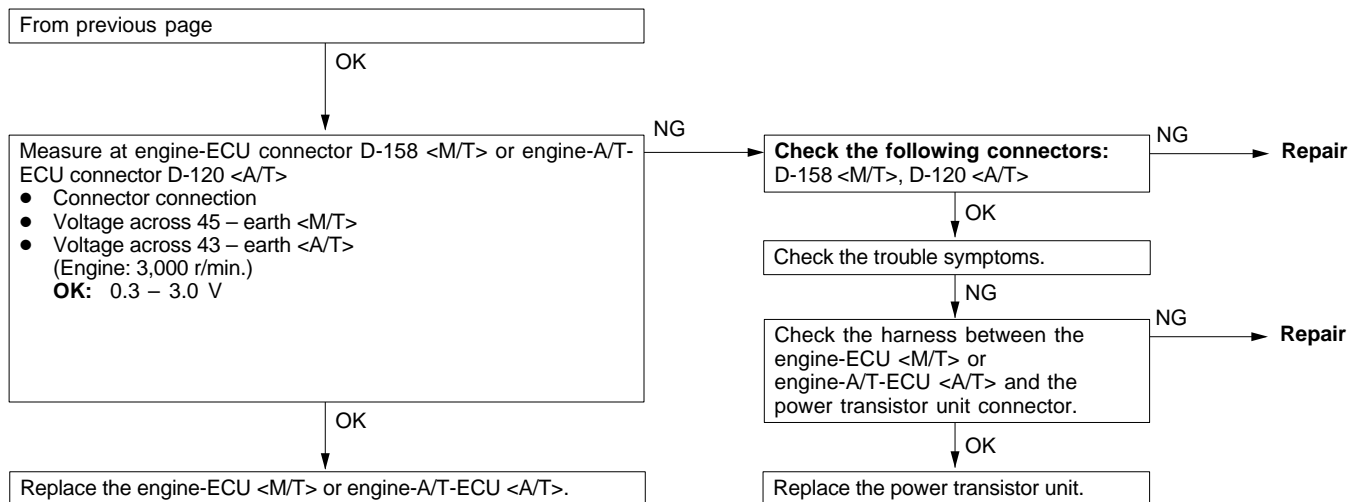 From previous page
OK
Measure at engine-ECU connector D-158 <M/T> or engine-A/T-
ECU connector D-120 <A/T>
● Connector connection
● Voltage across 45 – earth <M/T>
● Voltage across 43 – earth <A/T>
(Engine: 3,000 r/min.)
OK: 0.3 – 3.0 V
NG
Check the following connectors:
D-158 <M/T>, D-120 <A/T>
NG
Repair
OK
Check the trouble symptoms.
NG
Check the harness between the
engine-ECU <M/T> or
engine-A/T-ECU <A/T> and the
power transistor unit connector.
NG
Repair
OK
Replace the engine-ECU <M/T> or engine-A/T-ECU <A/T>.
OK
Replace the power transistor unit.